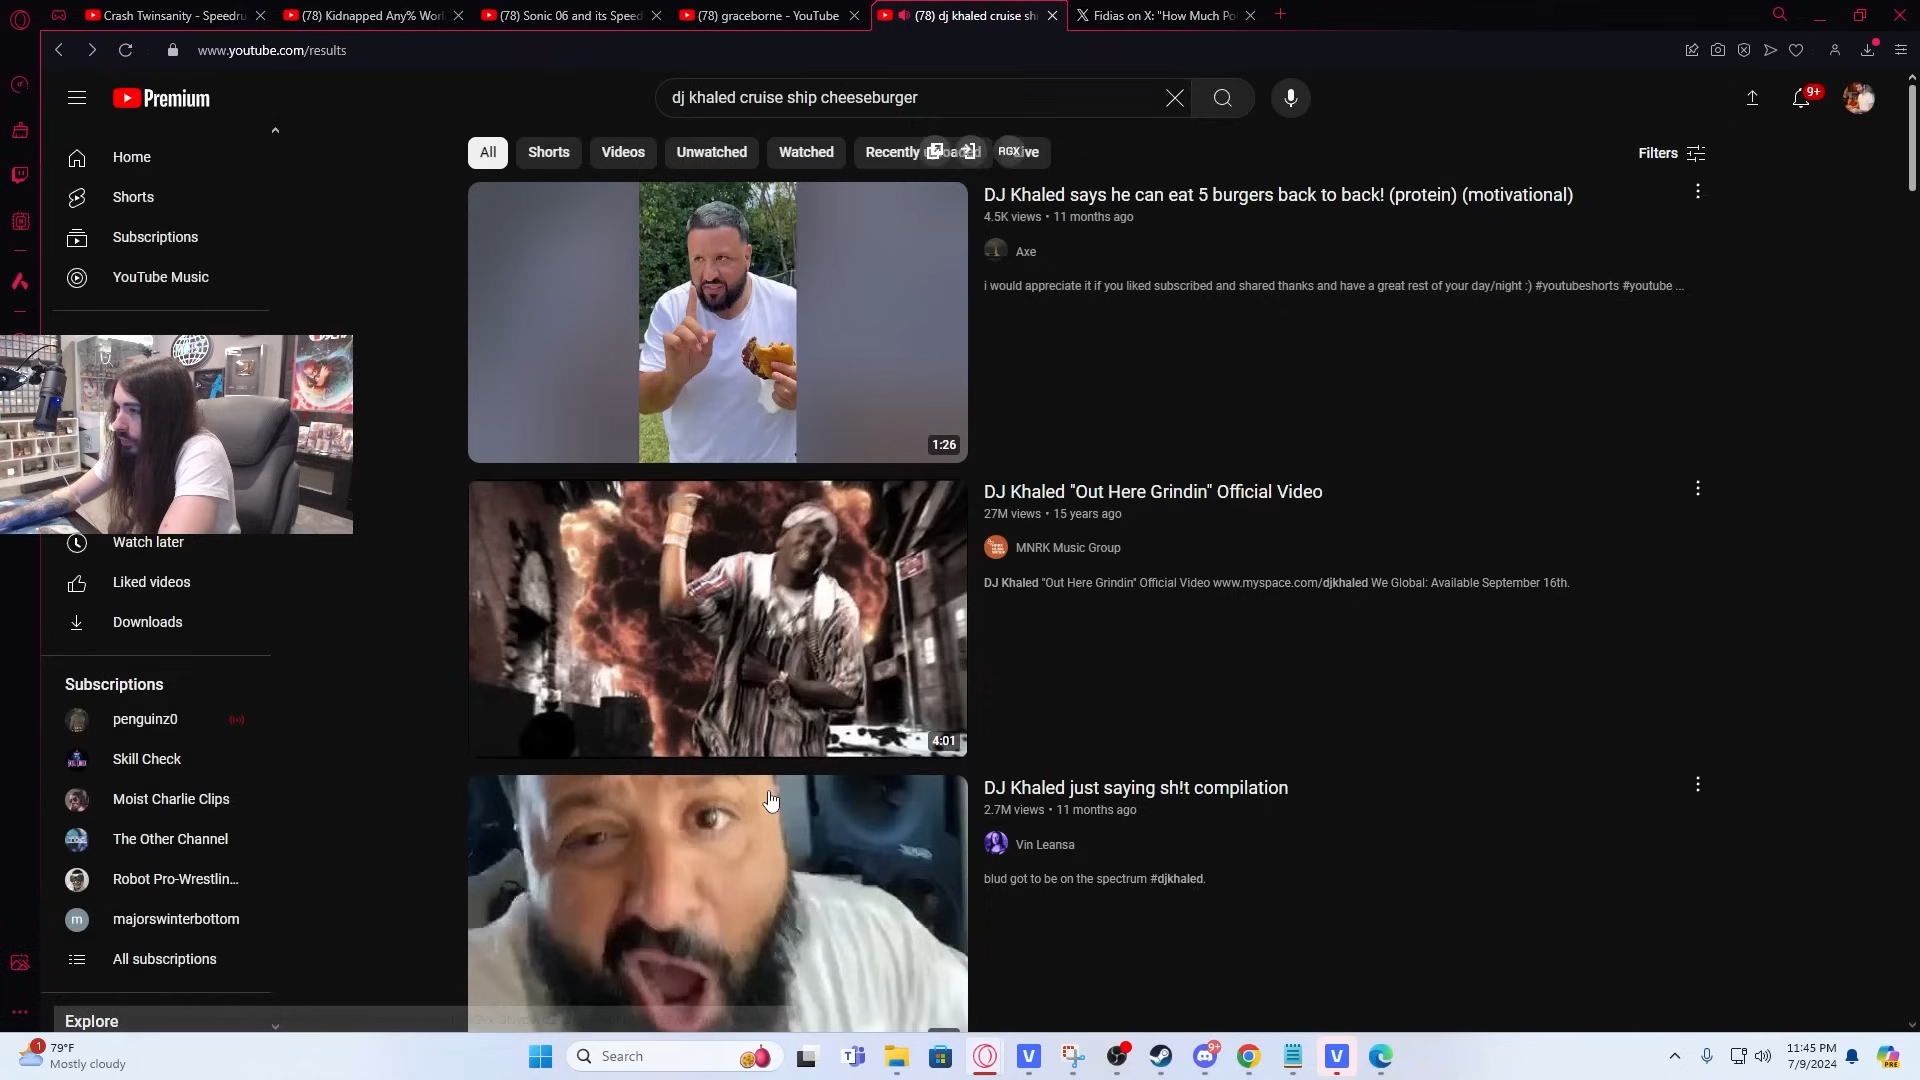 Crash Twinsanity - Speedru
(78) Kidnapped Any% Worl
(78) Sonic 06 and its Speed
(78) graceborne - YouTube
(78) dj khaled cruise shi
Fidias on X: "How Much Po
www.youtube.com/results
Premium
dj khaled cruise ship cheeseburger
9+
Home
Shorts
Subscriptions
YouTube Music
Watch later
Liked videos
Downloads
Subscriptions
penguinz0
Skill Check
Moist Charlie Clips
The Other Channel
Robot Pro-Wrestlin...
m majorswinterbottom
All subscriptions
Explore
All
Shorts
Videos
Unwatched
Watched
Recently
RGX
Filters
1:26
DJ Khaled says he can eat 5 burgers back to back! (protein) (motivational)
4.5K views • 11 months ago
Axe
i would appreciate it if you liked subscribed and shared thanks and have a great rest of your day/night :) #youtubeshorts #youtube ...
4:01
DJ Khaled "Out Here Grindin" Official Video
27M views • 15 years ago
MNRK Music Group
DJ Khaled "Out Here Grindin" Official Video www.myspace.com/djkhaled We Global: Available September 16th.
DJ Khaled just saying sh!t compilation
2.7M views • 11 months ago
Vin Leansa
blud got to be on the spectrum #djkhaled.
1
79°F
Mostly cloudy
Search
9+
11:45 PM
7/9/2024
PRE